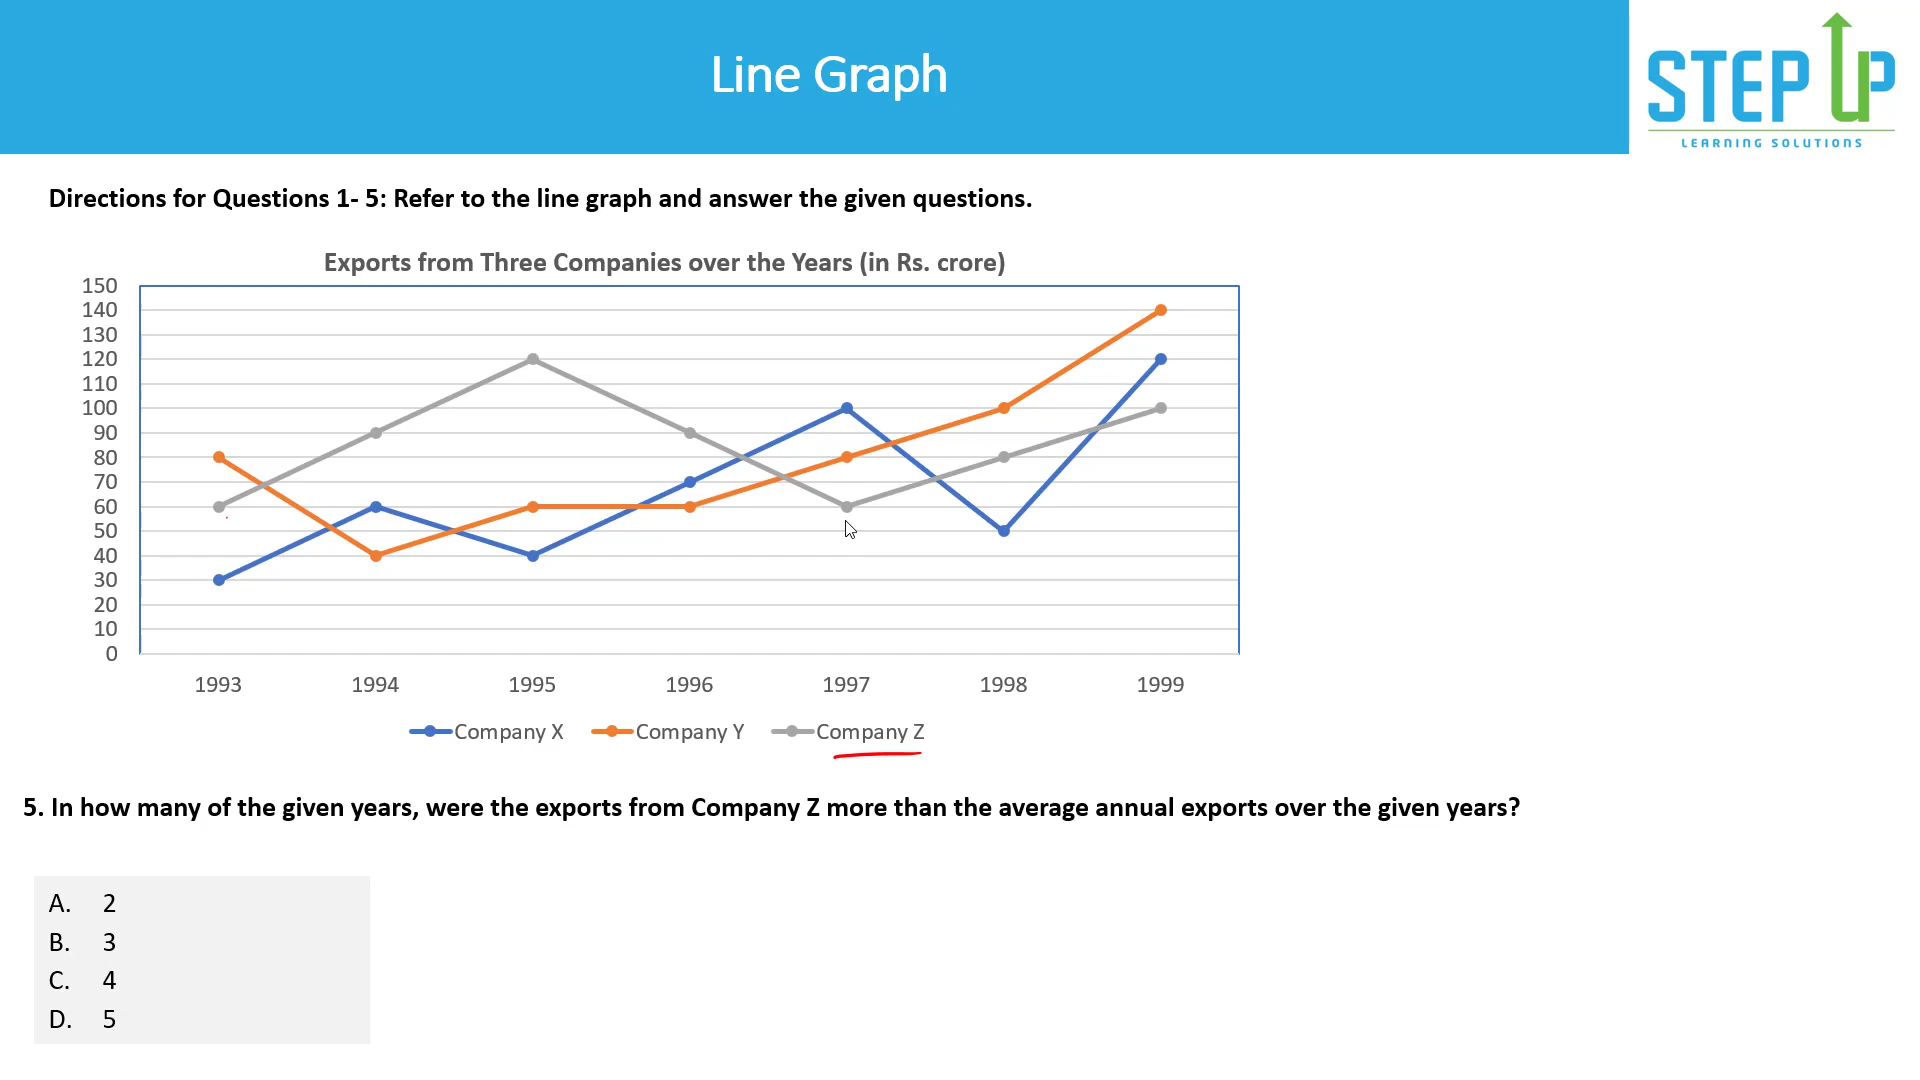 Line Graph
STEP UP
LEARNING SOLUTIONS
Directions for Questions 1- 5: Refer to the line graph and answer the given questions.
Exports from Three Companies over the Years (in Rs. crore)
150
140
130
120
110
100
90
80
70
60
50
40
30
20
10
0
1993 1994 1995 1996 1997 1998 1999
Company X Company Y Company Z
5. In how many of the given years, were the exports from Company Z more than the average annual exports over the given years?
A. 2
B. 3
C. 4
D. 5